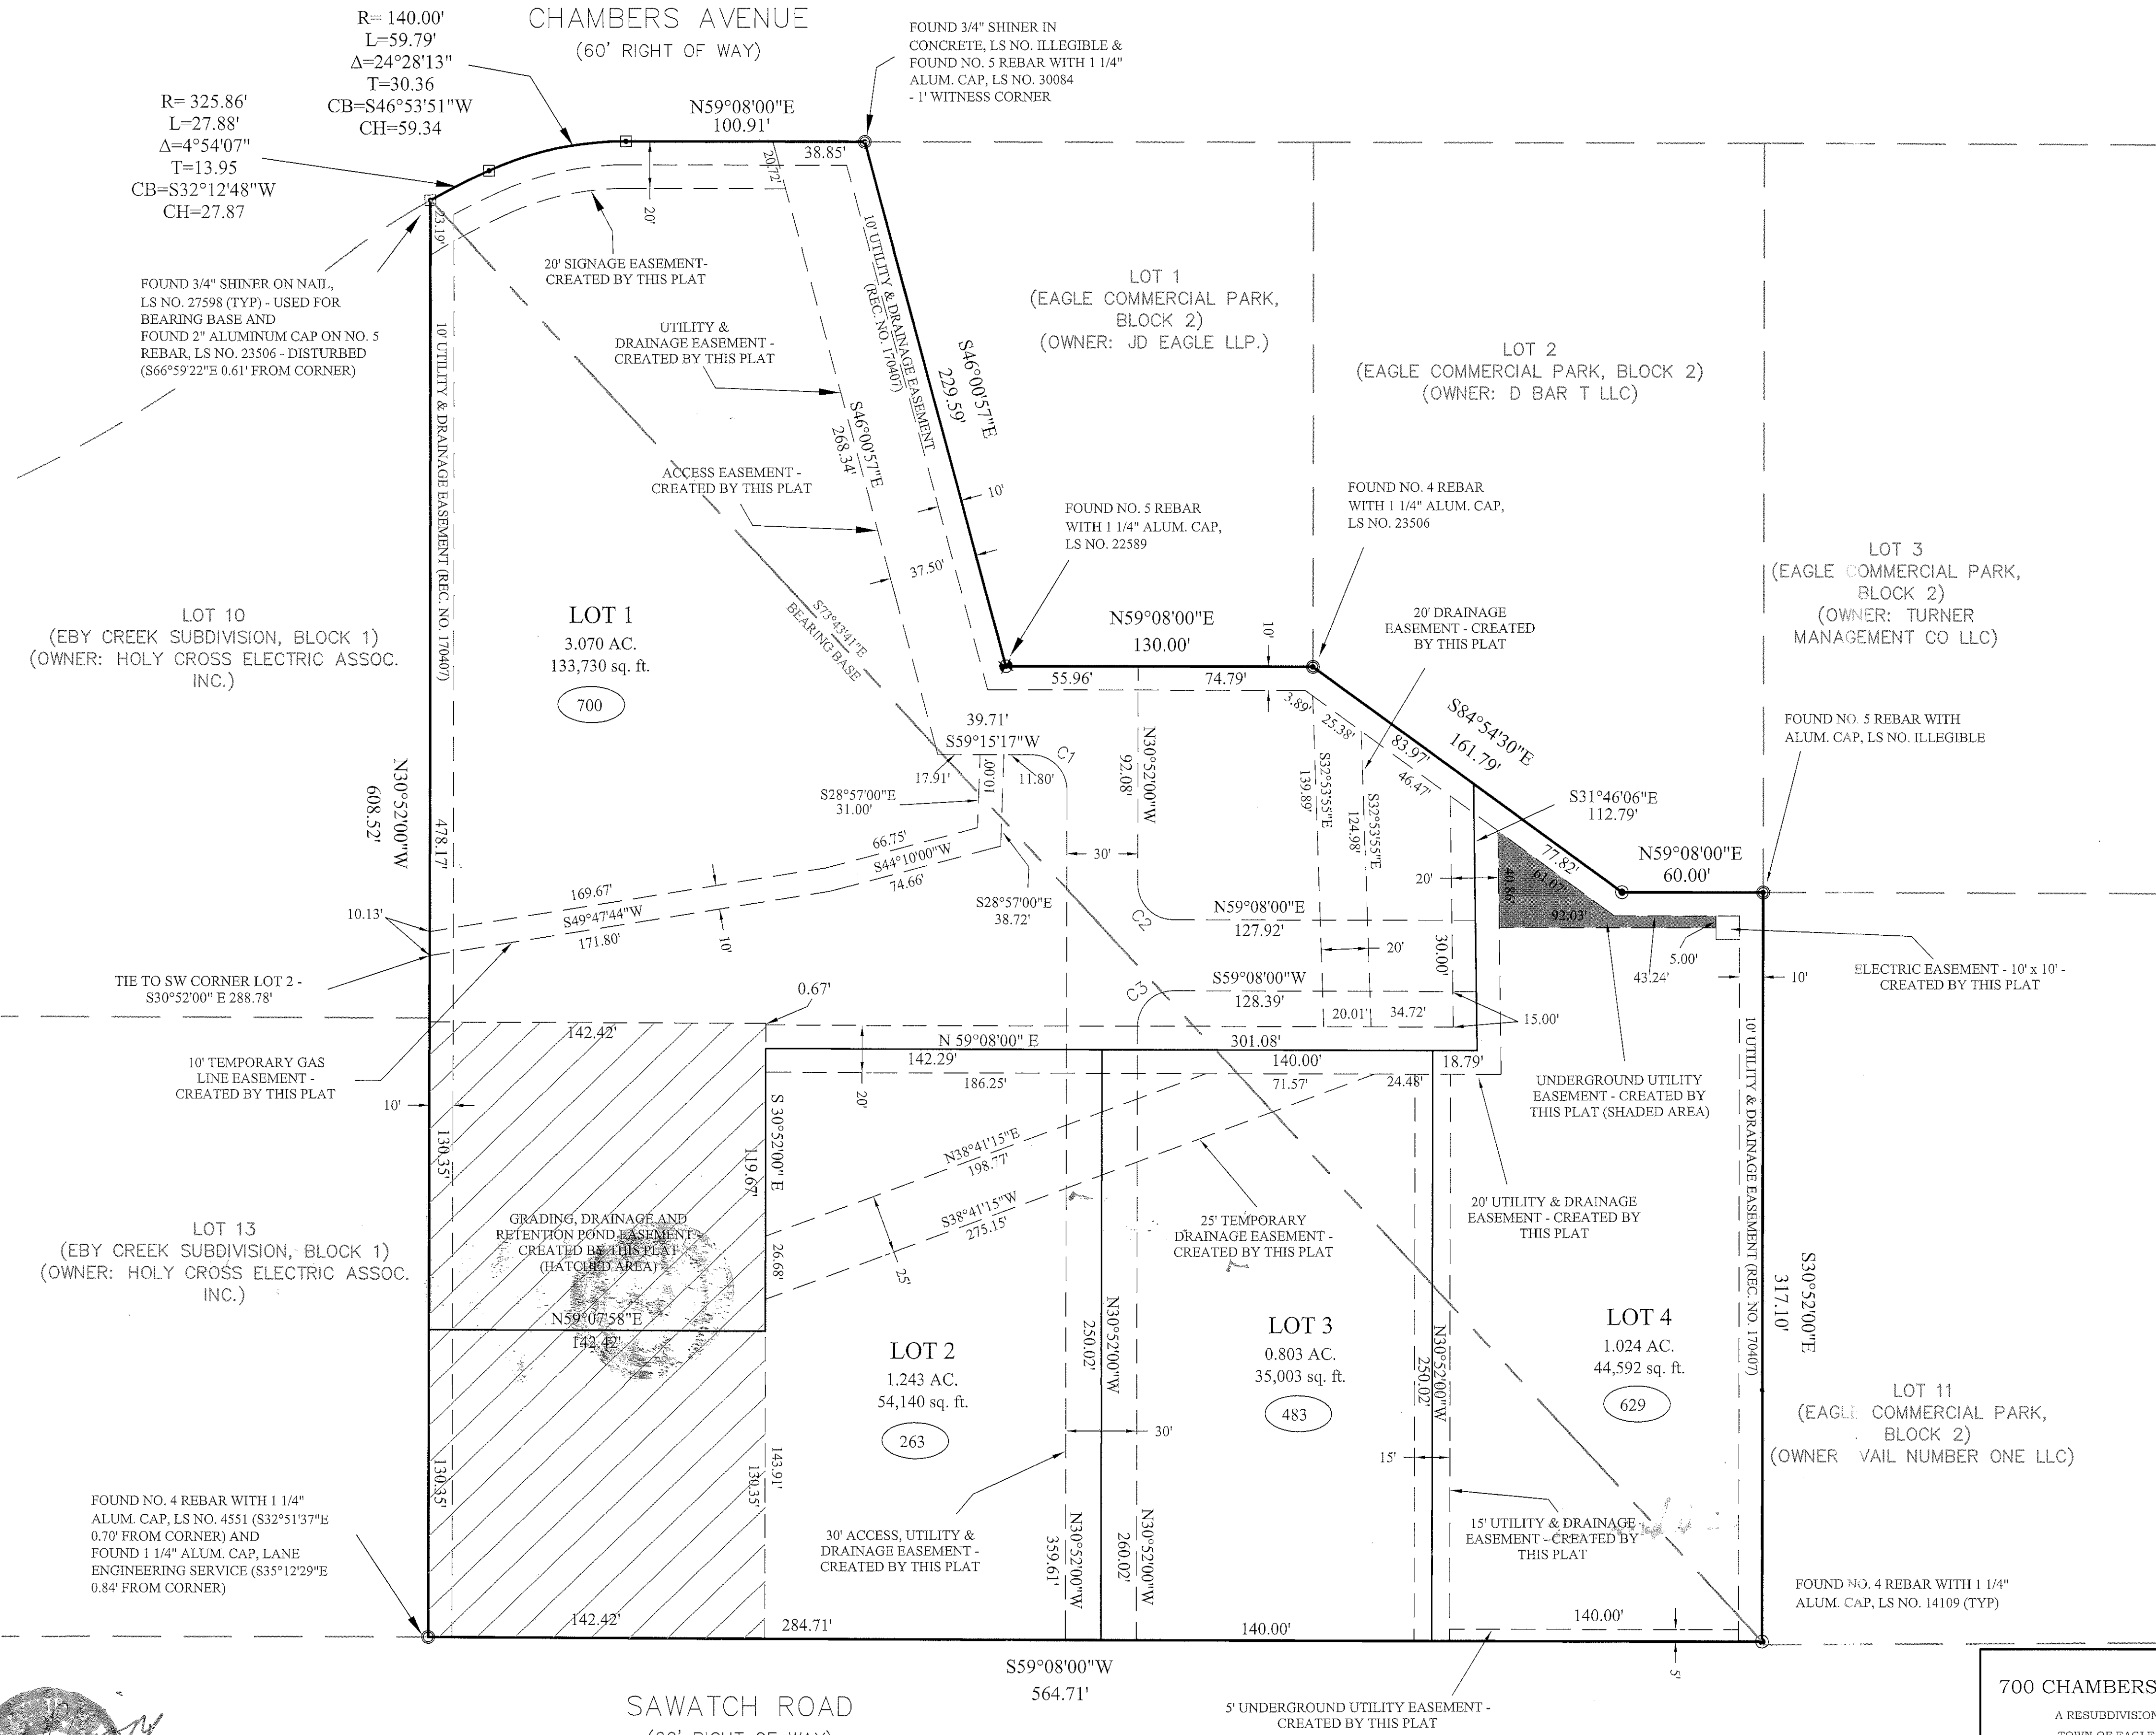 CHAMBERS AVENUE
(60' RIGHT OF WAY)
R= 140.00'
L=59.79'
Δ=24°28'13"
T=30.36
CB=S46°53'51"W
CH=59.34
R= 325.86'
L=27.88'
Δ=4°54'07"
T=13.95
CB=S32°12'48"W
CH=27.87
FOUND 3/4" SHINER IN
CONCRETE, LS NO. ILLEGIBLE &
FOUND NO. 5 REBAR WITH 1 1/4"
ALUM. CAP, LS NO. 30084
- 1' WITNESS CORNER
N59°08'00"E
100.91'
38.85'
20.72'
20'
23.19'
20' SIGNAGE EASEMENT-
CREATED BY THIS PLAT
FOUND 3/4" SHINER ON NAIL,
LS NO. 27598 (TYP) - USED FOR
BEARING BASE AND
FOUND 2" ALUMINUM CAP ON NO. 5
REBAR, LS NO. 23506 - DISTURBED
(S66°59'22"E 0.61' FROM CORNER)
UTILITY &
DRAINAGE EASEMENT -
CREATED BY THIS PLAT
10' UTILITY & DRAINAGE EASEMENT
(REC. NO. 170407)
S46°00'57"E
229.59'
S46°00'57"E
268.34'
ACCESS EASEMENT -
CREATED BY THIS PLAT
10'
37.50'
LOT 1
(EAGLE COMMERCIAL PARK,
BLOCK 2)
(OWNER: JD EAGLE LLP.)
LOT 2
(EAGLE COMMERCIAL PARK, BLOCK 2)
(OWNER: D BAR T LLC)
LOT 3
(EAGLE COMMERCIAL PARK,
BLOCK 2)
(OWNER: TURNER
MANAGEMENT CO LLC)
FOUND NO. 5 REBAR
WITH 1 1/4" ALUM. CAP,
LS NO. 22589
FOUND NO. 4 REBAR
WITH 1 1/4" ALUM. CAP,
LS NO. 23506
LOT 10
(EBY CREEK SUBDIVISION, BLOCK 1)
(OWNER: HOLY CROSS ELECTRIC ASSOC.
INC.)
10' UTILITY & DRAINAGE EASEMENT (REC. NO. 170407)
LOT 1
3.070 AC.
133,730 sq. ft.
700
S73°43'41"E
BEARING BASE
N59°08'00"E
130.00'
10'
55.96'
74.79'
20' DRAINAGE
EASEMENT - CREATED
BY THIS PLAT
3.89'
25.38'
83.97'
46.47'
S84°54'30"E
161.79'
FOUND NO. 5 REBAR WITH
ALUM. CAP, LS NO. ILLEGIBLE
39.71'
S59°15'17"W
C1
17.91'
10.00'
11.80'
N30°52'00"W
92.08'
S32°53'55"E
139.89'
S32°53'55"E
124.98'
S31°46'06"E
112.79'
N30°52'00"W
608.52'
478.17'
S28°57'00"E
31.00'
66.75'
S44°10'00"W
74.66'
30'
20'
77.82'
61.07'
40.86'
92.03'
N59°08'00"E
60.00'
169.67'
S49°47'44"W
171.80'
10'
10.13'
S28°57'00"E
38.72'
C2
N59°08'00"E
127.92'
20'
30.00'
5.00'
43.24'
10'
ELECTRIC EASEMENT - 10' x 10' -
CREATED BY THIS PLAT
TIE TO SW CORNER LOT 2 -
S30°52'00" E 288.78'
0.67'
C3
S59°08'00"W
128.39'
20.01'
34.72'
15.00'
142.42'
N 59°08'00" E
301.08'
142.29'
140.00'
18.79'
186.25'
71.57'
24.48'
20'
10' TEMPORARY GAS
LINE EASEMENT -
CREATED BY THIS PLAT
10'
UNDERGROUND UTILITY
EASEMENT - CREATED BY
THIS PLAT (SHADED AREA)
10' UTILITY & DRAINAGE EASEMENT (REC. NO. 170407)
130.35'
S 30°52'00" E
119.67'
N38°41'15"E
198.77'
S38°41'15"W
275.15'
25'
26.68'
25' TEMPORARY
DRAINAGE EASEMENT -
CREATED BY THIS PLAT
20' UTILITY & DRAINAGE
EASEMENT - CREATED BY
THIS PLAT
LOT 13
(EBY CREEK SUBDIVISION, BLOCK 1)
(OWNER: HOLY CROSS ELECTRIC ASSOC.
INC.)
GRADING, DRAINAGE AND
RETENTION POND EASEMENT -
CREATED BY THIS PLAT
(HATCHED AREA)
N59°07'58"E
142.42'
S30°52'00"E
317.10'
LOT 2
1.243 AC.
54,140 sq. ft.
263
N30°52'00"W
250.02'
LOT 3
0.803 AC.
35,003 sq. ft.
483
N30°52'00"W
250.02'
LOT 4
1.024 AC.
44,592 sq. ft.
629
LOT 11
(EAGLE COMMERCIAL PARK,
BLOCK 2)
(OWNER VAIL NUMBER ONE LLC)
30'
15'
143.91'
130.35'
130.35'
FOUND NO. 4 REBAR WITH 1 1/4"
ALUM. CAP, LS NO. 4551 (S32°51'37"E
0.70' FROM CORNER) AND
FOUND 1 1/4" ALUM. CAP, LANE
ENGINEERING SERVICE (S35°12'29"E
0.84' FROM CORNER)
30' ACCESS, UTILITY &
DRAINAGE EASEMENT -
CREATED BY THIS PLAT
N30°52'00"W
359.61'
N30°52'00"W
260.02'
15' UTILITY & DRAINAGE
EASEMENT - CREATED BY
THIS PLAT
FOUND NO. 4 REBAR WITH 1 1/4"
ALUM. CAP, LS NO. 14109 (TYP)
142.42'
284.71'
140.00'
140.00'
5'
S59°08'00"W
564.71'
SAWATCH ROAD
5' UNDERGROUND UTILITY EASEMENT -
CREATED BY THIS PLAT
700 CHAMBERS
A RESUBDIVISION